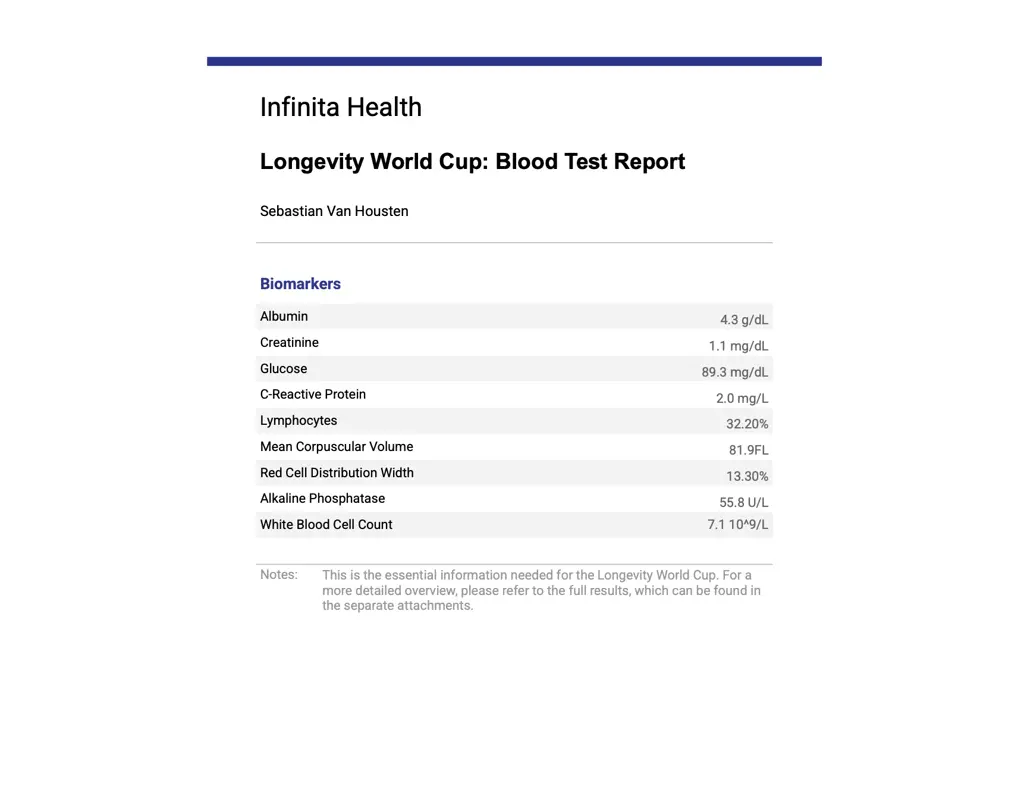 Infinita Health
Longevity World Cup: Blood Test Report
Sebastian Van Housten
Biomarkers
Albumin 4.3 g/dL
Creatinine 1.1 mg/dL
Glucose 89.3 mg/dL
C-Reactive Protein 2.0 mg/L
Lymphocytes 32.20%
Mean Corpuscular Volume 81.9FL
Red Cell Distribution Width 13.30%
Alkaline Phosphatase 55.8 U/L
White Blood Cell Count 7.1 10^9/L
Notes: This is the essential information needed for the Longevity World Cup. For a
more detailed overview, please refer to the full results, which can be found in
the separate attachments.